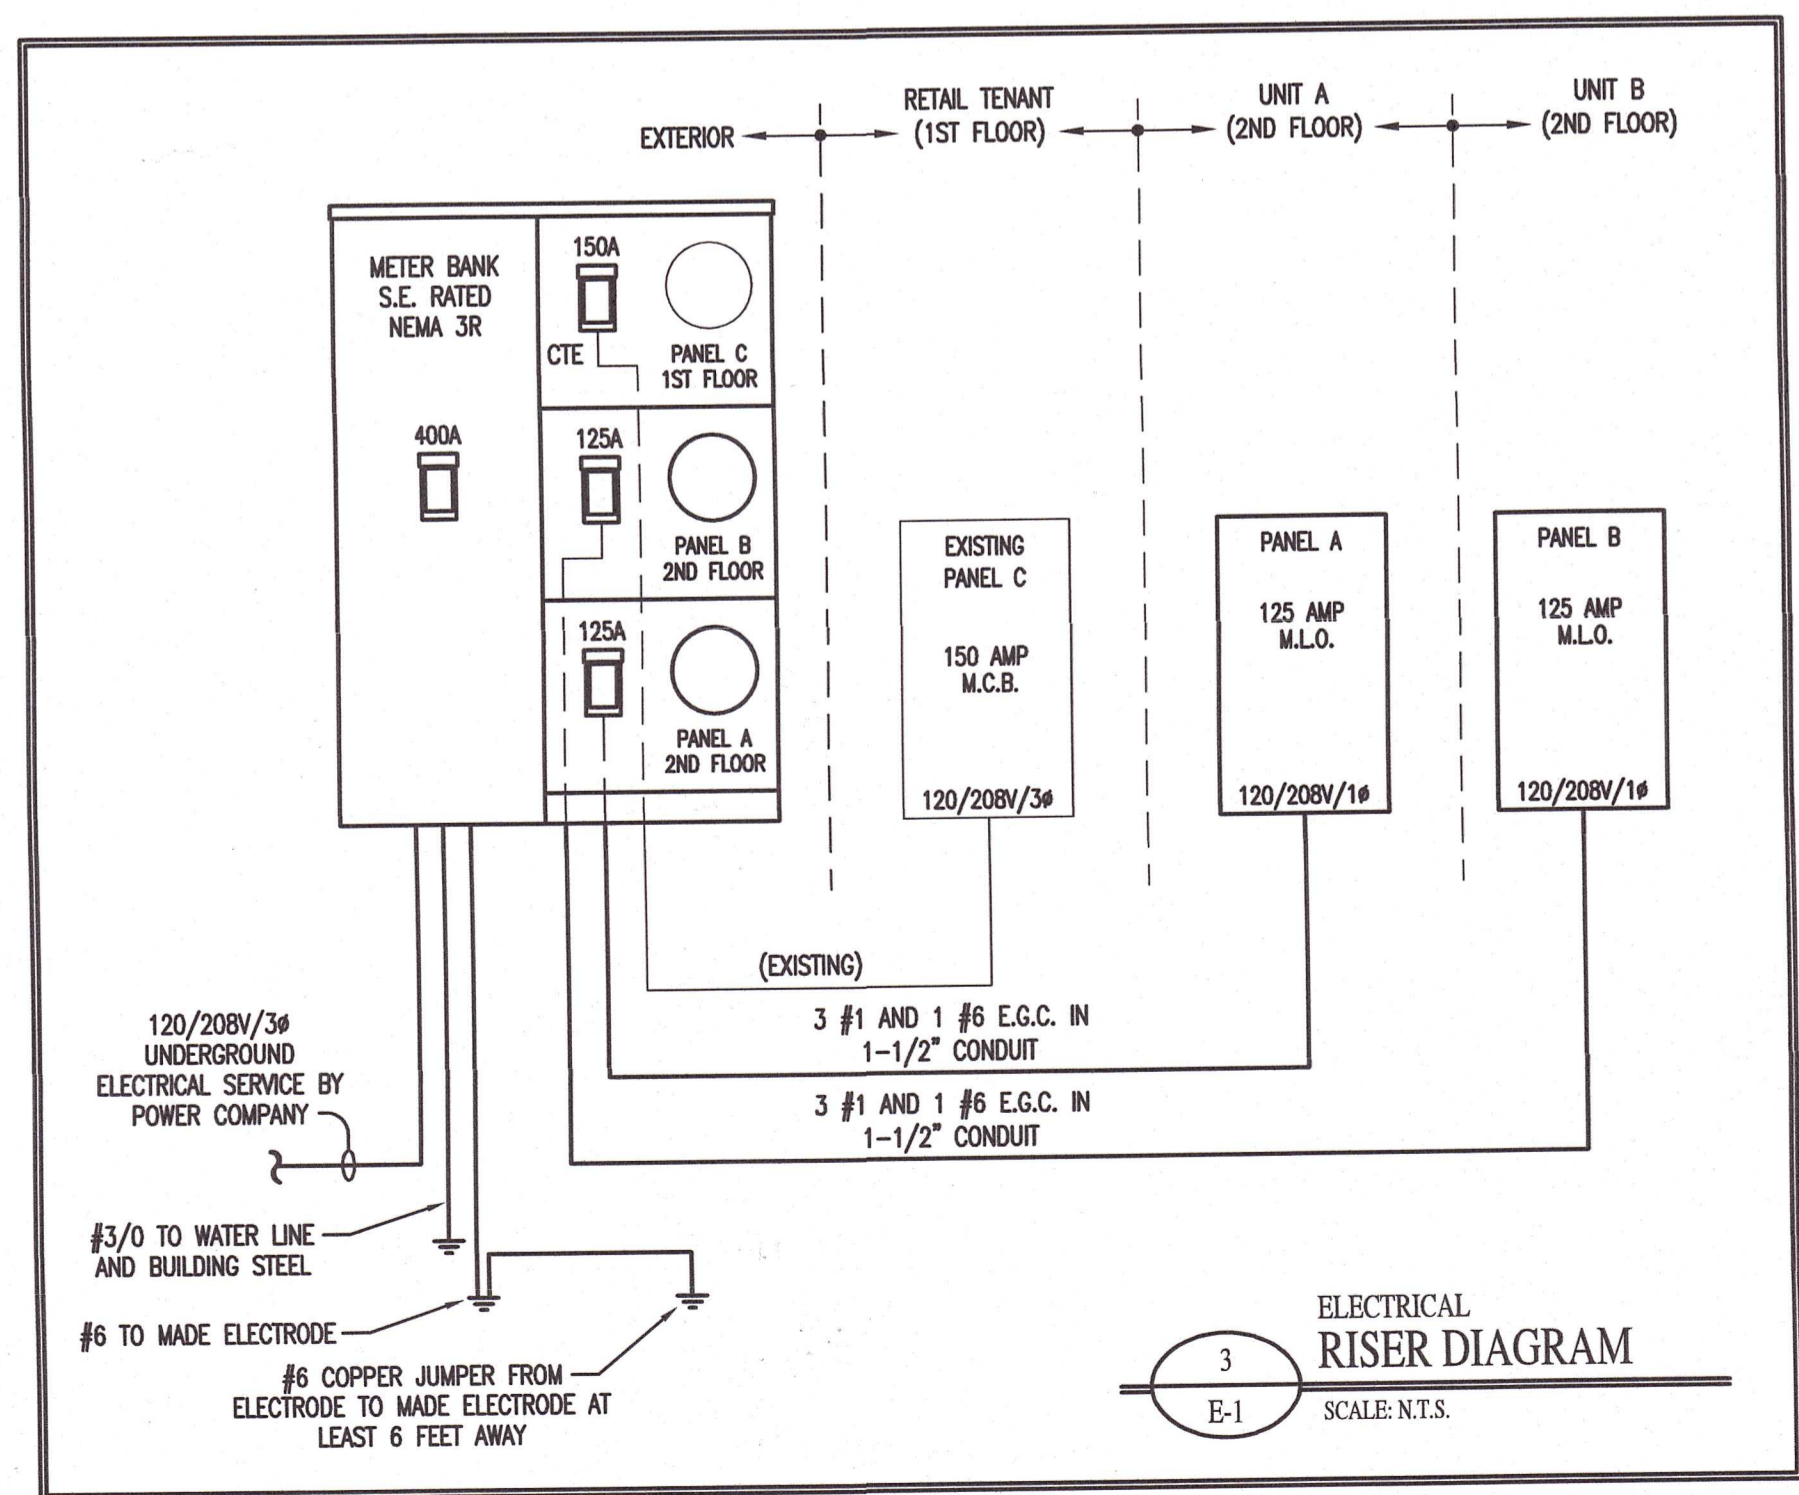 EXTERIOR
RETAIL TENANT
(1ST FLOOR)
UNIT A
(2ND FLOOR)
UNIT B
(2ND FLOOR)
METER BANK
S.E. RATED
NEMA 3R
400A
150A
CTE
PANEL C
1ST FLOOR
125A
PANEL B
2ND FLOOR
125A
PANEL A
2ND FLOOR
EXISTING
PANEL C
150 AMP
M.C.B.
120/208V/3ø
PANEL A
125 AMP
M.L.O.
120/208V/1ø
PANEL B
125 AMP
M.L.O.
120/208V/1ø
(EXISTING)
3 #1 AND 1 #6 E.G.C. IN
1-1/2" CONDUIT
3 #1 AND 1 #6 E.G.C. IN
1-1/2" CONDUIT
120/208V/3ø
UNDERGROUND
ELECTRICAL SERVICE BY
POWER COMPANY
#3/0 TO WATER LINE
AND BUILDING STEEL
#6 TO MADE ELECTRODE
#6 COPPER JUMPER FROM
ELECTRODE TO MADE ELECTRODE AT
LEAST 6 FEET AWAY
3
E-1
ELECTRICAL
RISER DIAGRAM
SCALE: N.T.S.